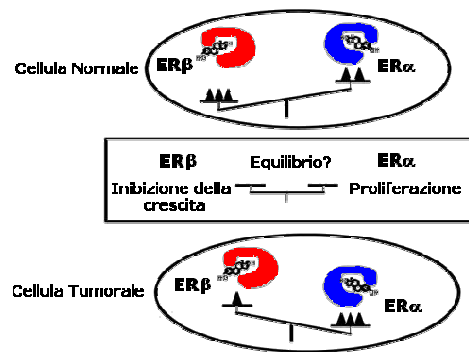 Cellula Normale
ERβ
ERα
ERβ Equilibrio? ERα
Inibizione della Proliferazione
crescita
Cellula Tumorale
ERβ
ERα